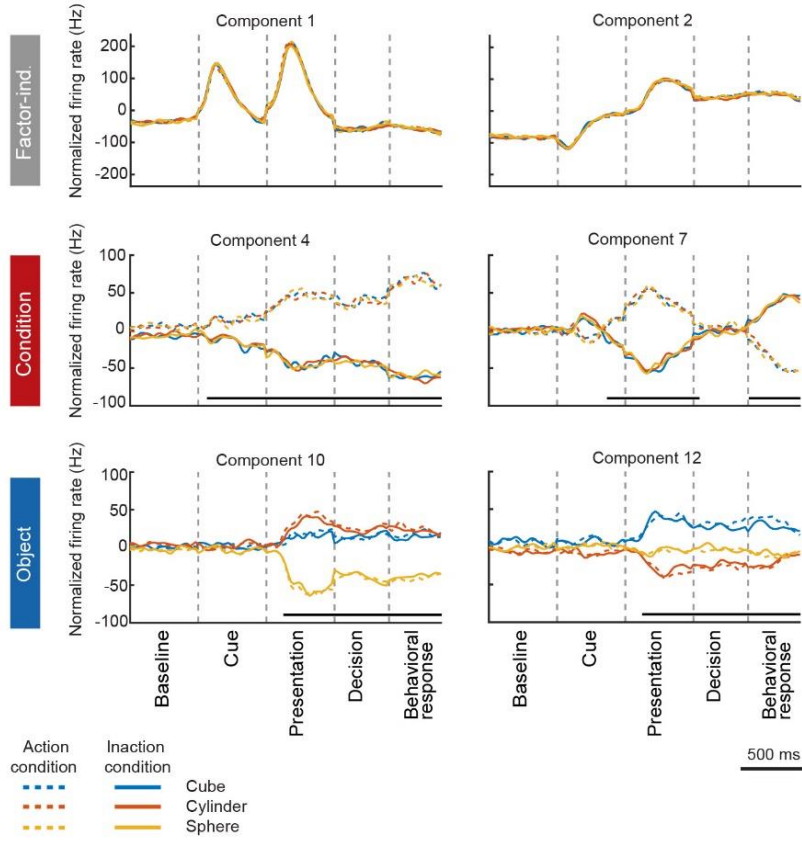 Factor-ind.
Normalized firing rate (Hz)
Component 1
200
100
0
-100
-200
Component 2
Condition
Normalized firing rate (Hz)
Component 4
100
50
0
-50
-100
Component 7
Object
Normalized firing rate (Hz)
Component 10
100
50
0
-50
-100
Component 12
Baseline
Cue
Presentation
Decision
Behavioral
response
Baseline
Cue
Presentation
Decision
Behavioral
response
Action
condition
Inaction
condition
Cube
Cylinder
Sphere
500 ms